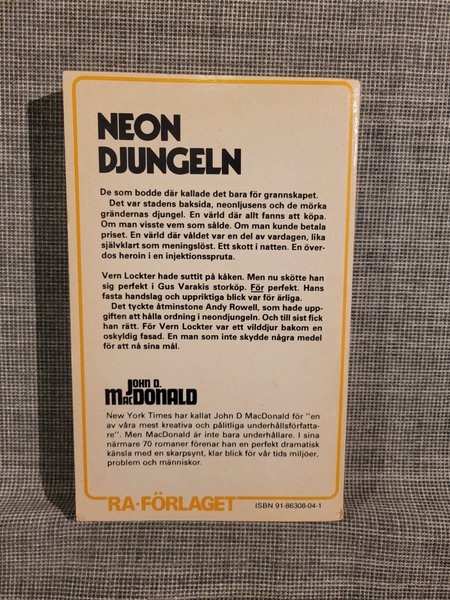 NEON
DJUNGELN
De som bodde där kallade det bara för grannskapet.
Det var stadens baksida, neonljusens och de mörka
grändernas djungel. En värld där allt fanns att köpa.
Om man visste vem som sålde. Om man kunde betala
priset. En värld där våldet var en del av vardagen, lika
självklart som meningslöst. Ett skott i natten. En över-
dos heroin i en injektionsspruta.
Vern Lockter hade suttit på kåken. Men nu skötte han
sig perfekt i Gus Varakis storköp. För perfekt. Hans
fasta handslag och uppriktiga blick var för ärliga.
Det tyckte åtminstone Andy Rowell, som hade upp-
giften att hålla ordning i neondjungeln. Och till sist fick
han rätt. För Vern Lockter var ett vilddjur bakom en
oskyldig fasad. En man som inte skydde några medel
för att nå sina mål.
JOHN D.
MacDONALD
New York Times har kallat John D MacDonald för "en
av våra mest kreativa och pålitliga underhållsförfatta-
re". Men MacDonald är inte bara underhållare. I sina
närmare 70 romaner förenar han en perfekt dramatisk
känsla med en skarpsynt, klar blick för vår tids miljöer,
problem och människor.
RA·FÖRLAGET
ISBN 91-86308-04-1